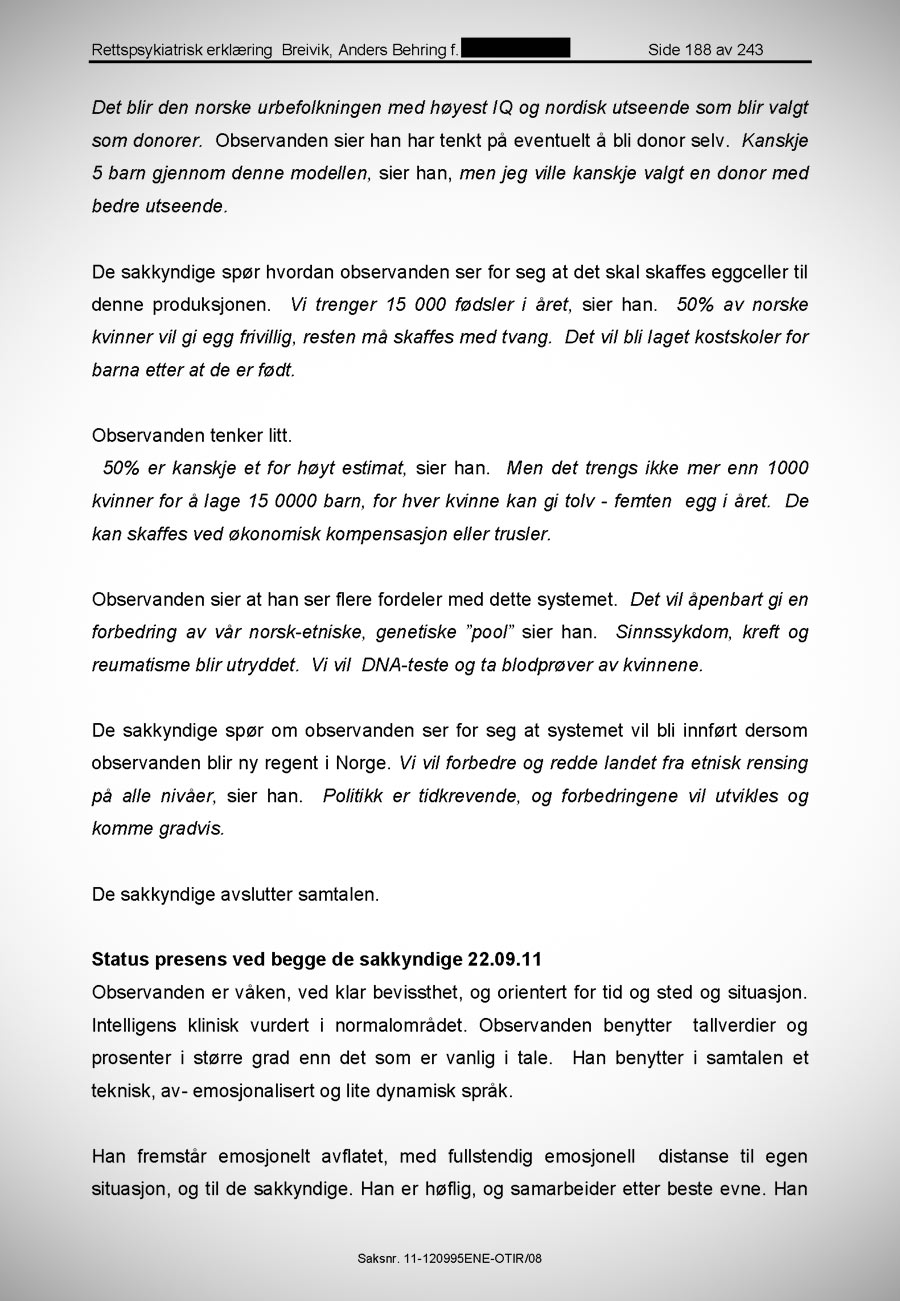 Rettspsykiatrisk erklæring Breivik, Anders Behring f. Side 188 av 243
Det blir den norske urbefolkningen med høyest IQ og nordisk utseende som blir valgt
som donorer. Observanden sier han har tenkt på eventuelt å bli donor selv. Kanskje
5 barn gjennom denne modellen, sier han, men jeg ville kanskje valgt en donor med
bedre utseende.
De sakkyndige spør hvordan observanden ser for seg at det skal skaffes eggceller til
denne produksjonen. Vi trenger 15 000 fødsler i året, sier han. 50% av norske
kvinner vil gi egg frivillig, resten må skaffes med tvang. Det vil bli laget kostskoler for
barna etter at de er født.
Observanden tenker litt.
50% er kanskje et for høyt estimat, sier han. Men det trengs ikke mer enn 1000
kvinner for å lage 15 0000 barn, for hver kvinne kan gi tolv - femten egg i året. De
kan skaffes ved økonomisk kompensasjon eller trusler.
Observanden sier at han ser flere fordeler med dette systemet. Det vil åpenbart gi en
forbedring av vår norsk-etniske, genetiske ”pool” sier han. Sinnssykdom, kreft og
reumatisme blir utryddet. Vi vil DNA-teste og ta blodprøver av kvinnene.
De sakkyndige spør om observanden ser for seg at systemet vil bli innført dersom
observanden blir ny regent i Norge. Vi vil forbedre og redde landet fra etnisk rensing
på alle nivåer, sier han. Politikk er tidkrevende, og forbedringene vil utvikles og
komme gradvis.
De sakkyndige avslutter samtalen.
Status presens ved begge de sakkyndige 22.09.11
Observanden er våken, ved klar bevissthet, og orientert for tid og sted og situasjon.
Intelligens klinisk vurdert i normalområdet. Observanden benytter tallverdier og
prosenter i større grad enn det som er vanlig i tale. Han benytter i samtalen et
teknisk, av- emosjonalisert og lite dynamisk språk.
Han fremstår emosjonelt avflatet, med fullstendig emosjonell distanse til egen
situasjon, og til de sakkyndige. Han er høflig, og samarbeider etter beste evne. Han
Saksnr. 11-120995ENE-OTIR/08